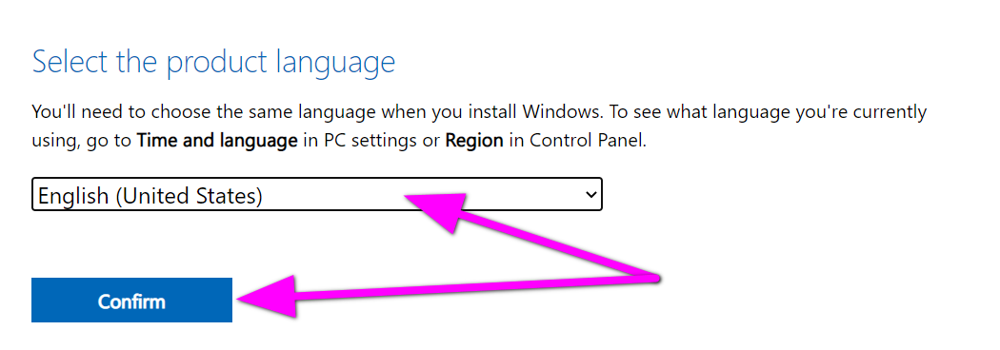 Select the product language
You'll need to choose the same language when you install Windows. To see what language you're currently
using, go to Time and language in PC settings or Region in Control Panel.
English (United States)
Confirm